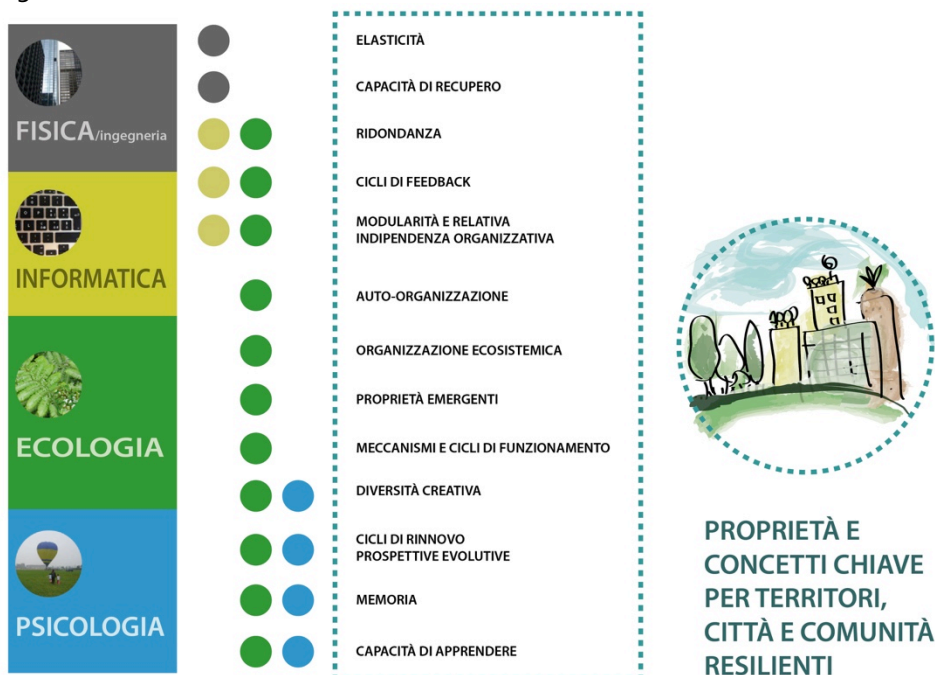 FISICA/ingegneria
INFORMATICA
ECOLOGIA
PSICOLOGIA
ELASTICITÀ
CAPACITÀ DI RECUPERO
RIDONDANZA
CICLI DI FEEDBACK
MODULARITÀ E RELATIVA
INDIPENDENZA ORGANIZZATIVA
AUTO-ORGANIZZAZIONE
ORGANIZZAZIONE ECOSISTEMICA
PROPRIETÀ EMERGENTI
MECCANISMI E CICLI DI FUNZIONAMENTO
DIVERSITÀ CREATIVA
CICLI DI RINNOVO
PROSPETTIVE EVOLUTIVE
MEMORIA
CAPACITÀ DI APPRENDERE
PROPRIETÀ E
CONCETTI CHIAVE
PER TERRITORI,
CITTÀ E COMUNITÀ
RESILIENTI